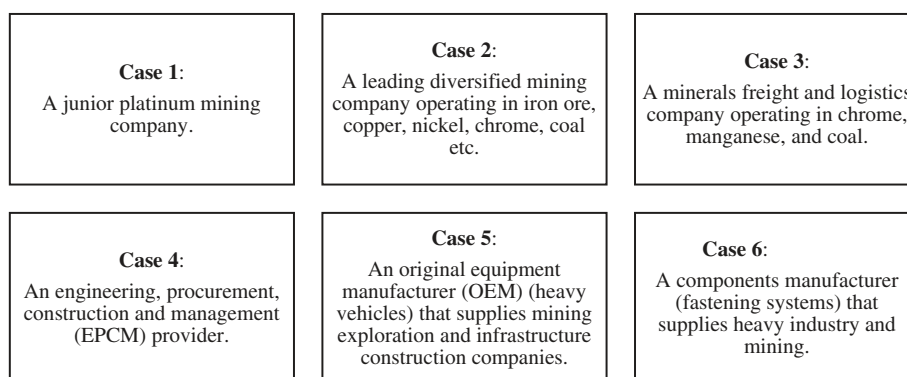 Case 1:
A junior platinum mining
company.
Case 2:
A leading diversified mining
company operating in iron ore,
copper, nickel, chrome, coal
etc.
Case 3:
A minerals freight and logistics
company operating in chrome,
manganese, and coal.
Case 4:
An engineering, procurement,
construction and management
(EPCM) provider.
Case 5:
An original equipment
manufacturer (OEM) (heavy
vehicles) that supplies mining
exploration and infrastructure
construction companies.
Case 6:
A components manufacturer
(fastening systems) that
supplies heavy industry and
mining.